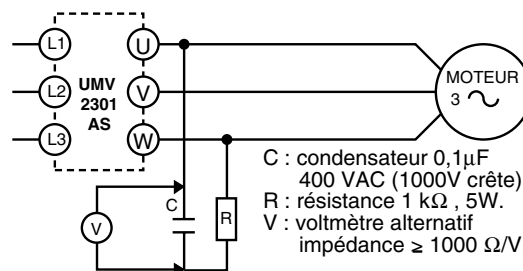 L1
U
UMV
2301
AS
L2
V
L3
W
MOTEUR
3
C
R
V
C : condensateur 0,1µF
400 VAC (1000V crête)
R : résistance 1 kΩ , 5W.
V : voltmètre alternatif
impédance ≥ 1000 Ω/V